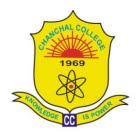 CHANCHAL COLLEGE
1969
KNOWLEDGE IS POWER
CC